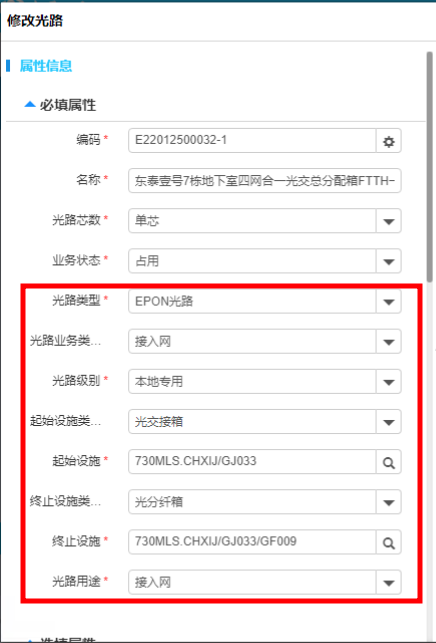 修改光路
属性信息
必填属性
编码* E22012500032-1
名称* 东泰壹号7栋地下室四网合一光交总分配箱FTTH-
光路芯数* 单芯
业务状态* 占用
光路类型* EPON光路
光路业务类... 接入网
光路级别* 本地专用
起始设施类... 光交接箱
起始设施* 730MLS.CHXIJ/GJ033
终止设施类... 光分纤箱
终止设施* 730MLS.CHXIJ/GJ033/GF009
光路用途* 接入网